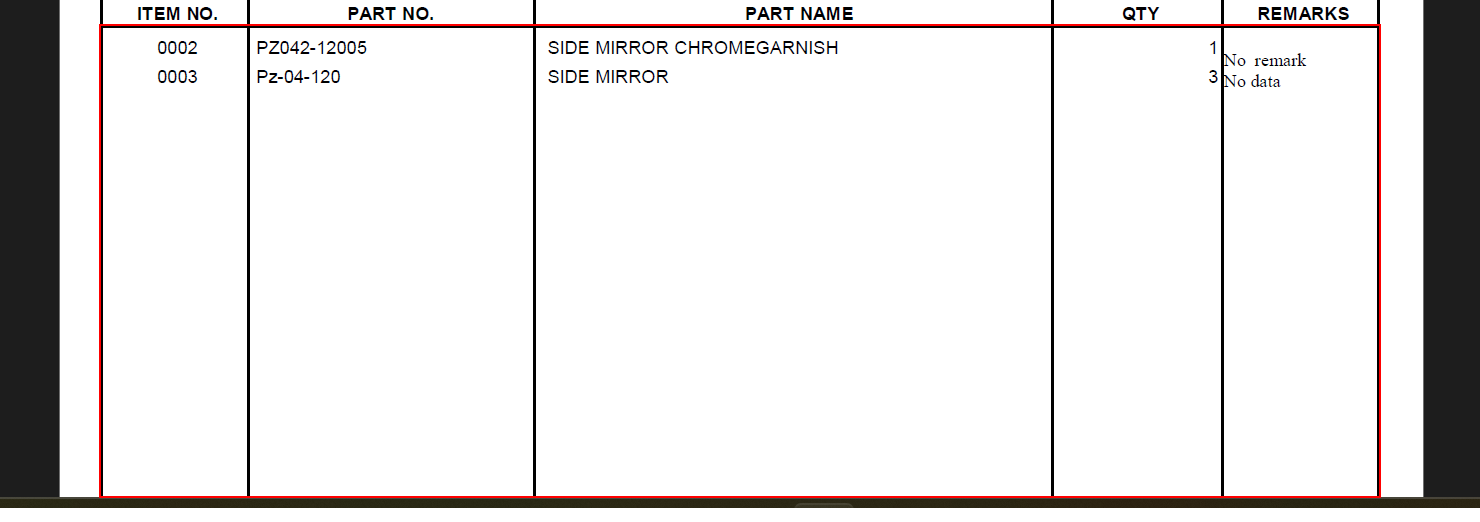 ITEM NO. PART NO. PART NAME QTY REMARKS
0002 PZ042-12005 SIDE MIRROR CHROMEGARNISH 1 No remark
0003 Pz-04-120 SIDE MIRROR 3 No data